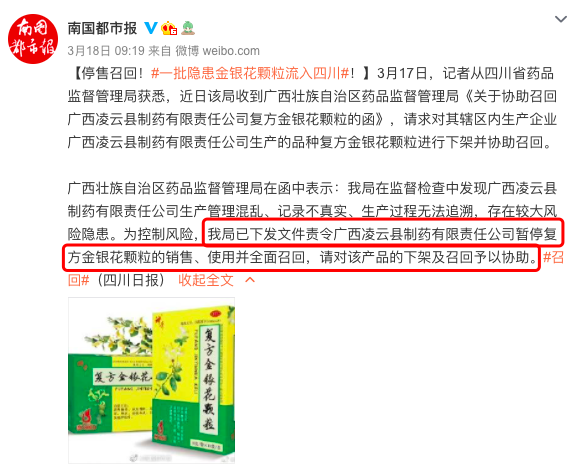 南国都市报
南国都市报
3月18日 09:19 来自 微博 weibo.com
【停售召回！#一批隐患金银花颗粒流入四川#！】3月17日，记者从四川省药品
监督管理局获悉，近日该局收到广西壮族自治区药品监督管理局《关于协助召回
广西凌云县制药有限责任公司复方金银花颗粒的函》，请求对其辖区内生产企业
广西凌云县制药有限责任公司生产的品种复方金银花颗粒进行下架并协助召回。
广西壮族自治区药品监督管理局在函中表示：我局在监督检查中发现广西凌云县
制药有限责任公司生产管理混乱、记录不真实、生产过程无法追溯，存在较大风
险隐患。为控制风险，我局已下发文件责令广西凌云县制药有限责任公司暂停复
方金银花颗粒的销售、使用并全面召回，请对该产品的下架及召回予以协助。#召
回#（四川日报） 收起全文
复方金银花颗粒
复方金银花颗粒
OTC